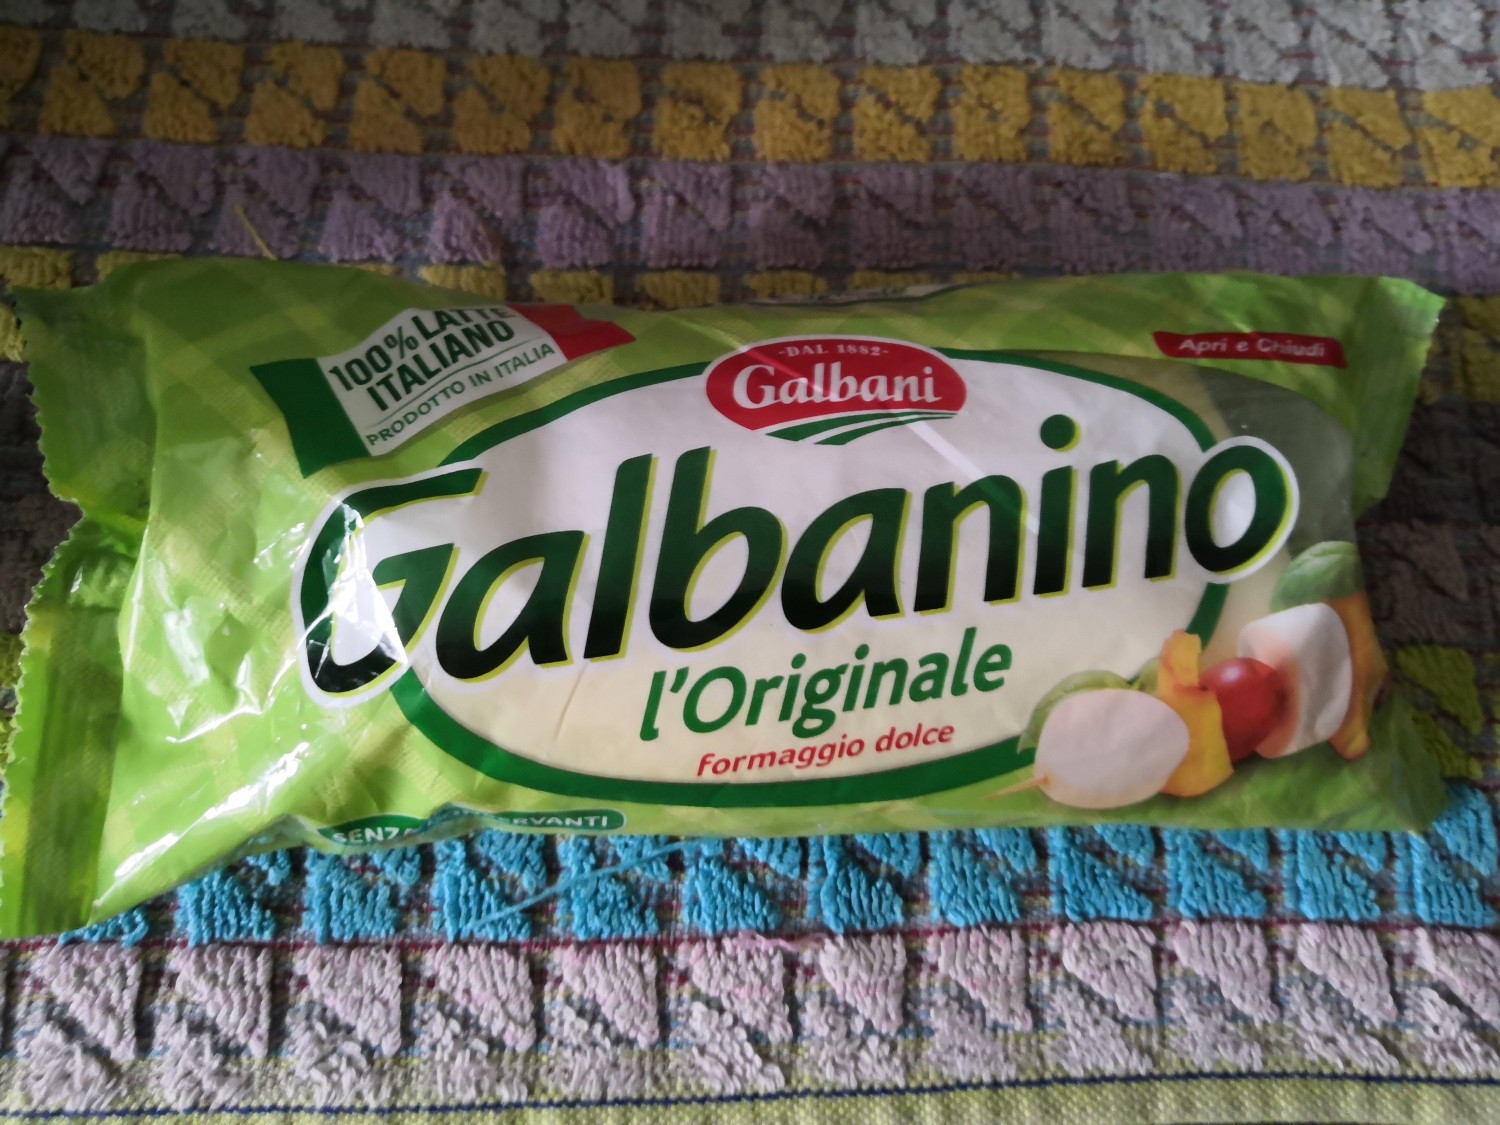 100% LATTE
ITALIANO
PRODOTTO IN ITALIA
-DAL 1882-
Galbani
Apri e Chiudi
Galbanino
l'Originale
formaggio dolce